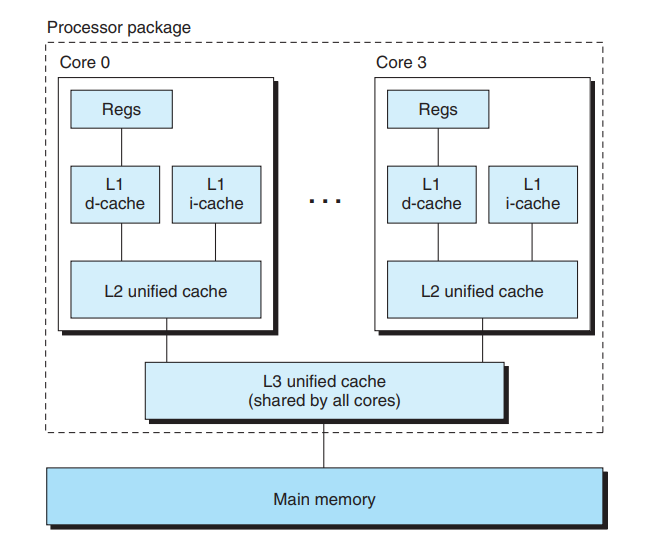 Processor package
Core 0
Core 3
Regs
Regs
L1
d-cache
L1
i-cache
. . .
L1
d-cache
L1
i-cache
L2 unified cache
L2 unified cache
L3 unified cache
(shared by all cores)
Main memory